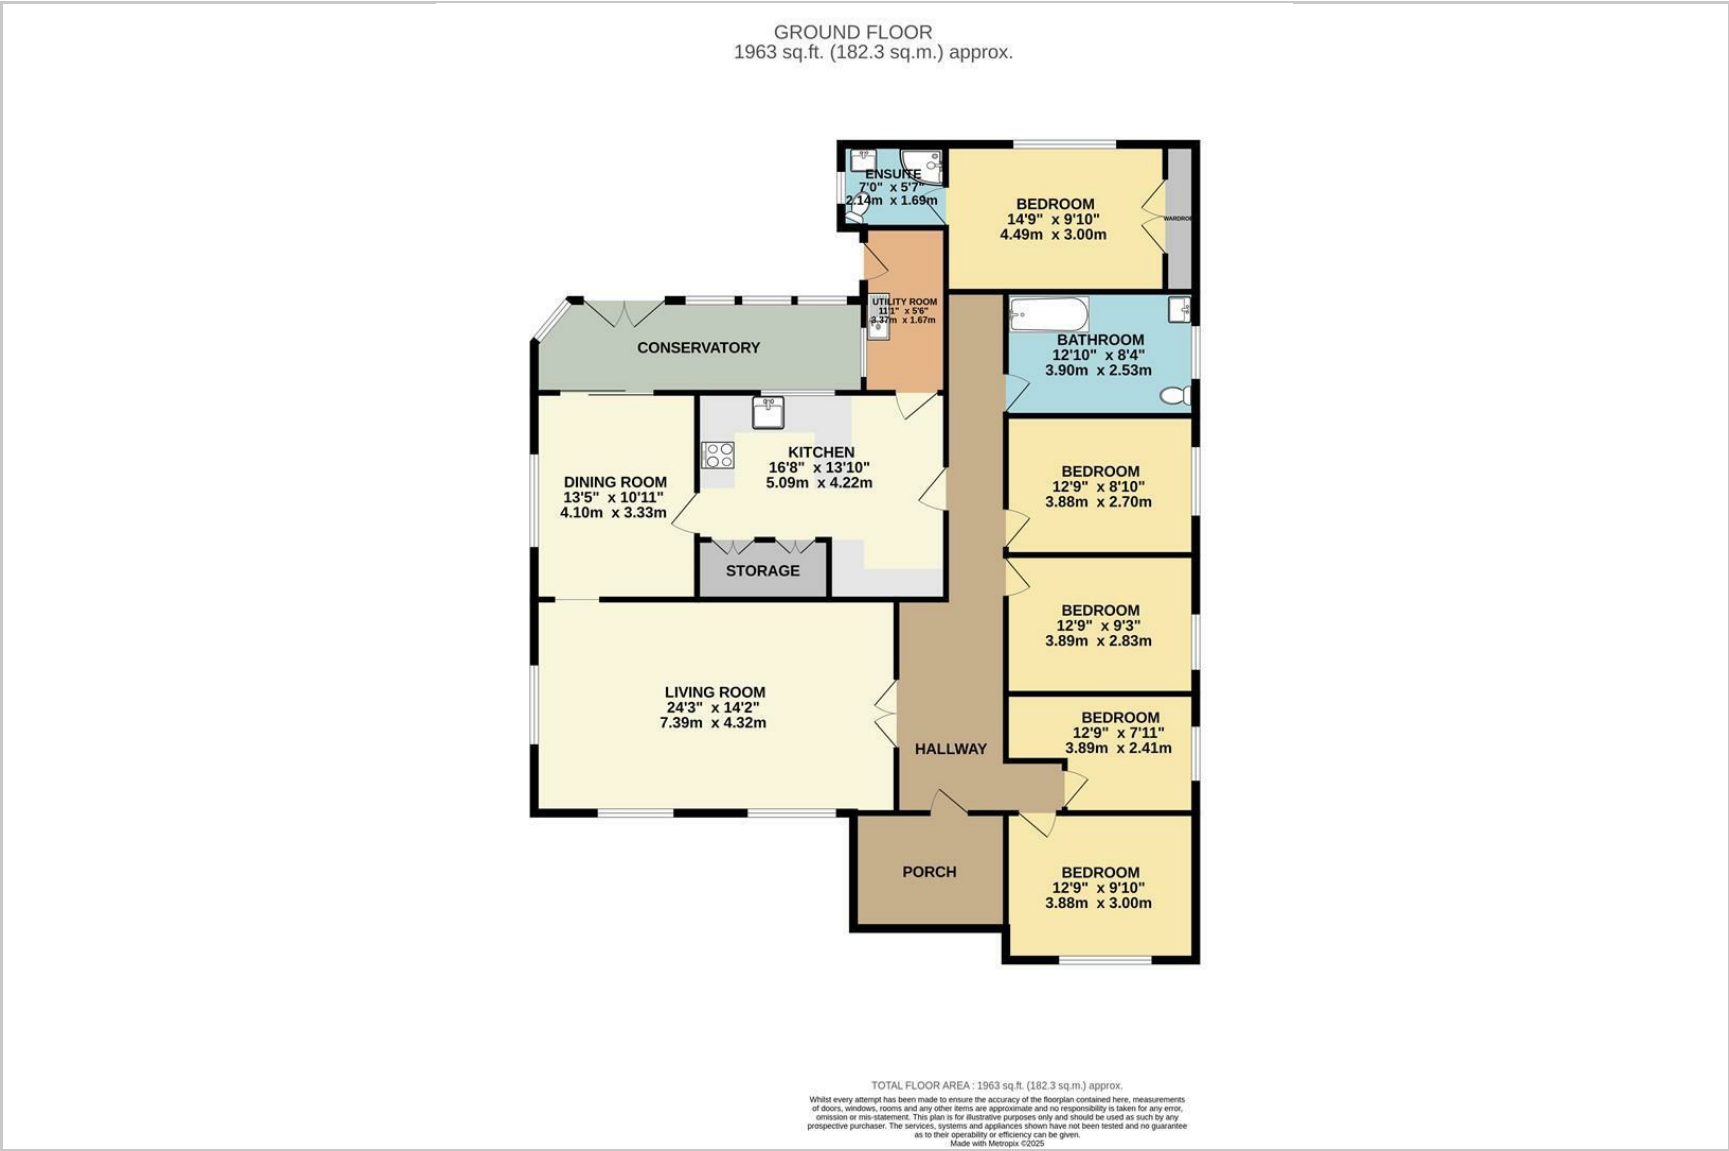 GROUND FLOOR
1963 sq.ft. (182.3 sq.m.) approx.
ENSUITE
7'0" x 5'7"
2.14m x 1.69m
BEDROOM
14'9" x 9'10"
4.49m x 3.00m
UTILITY ROOM
11'1" x 5'6"
3.37m x 1.67m
CONSERVATORY
BATHROOM
12'10" x 8'4"
3.90m x 2.53m
DINING ROOM
13'5" x 10'11"
4.10m x 3.33m
KITCHEN
16'8" x 13'10"
5.09m x 4.22m
BEDROOM
12'9" x 8'10"
3.88m x 2.70m
STORAGE
BEDROOM
12'9" x 9'3"
3.89m x 2.83m
LIVING ROOM
24'3" x 14'2"
7.39m x 4.32m
HALLWAY
BEDROOM
12'9" x 7'11"
3.89m x 2.41m
PORCH
BEDROOM
12'9" x 9'10"
3.88m x 3.00m
TOTAL FLOOR AREA : 1963 sq.ft. (182.3 sq.m.) approx.
Whilst every attempt has been made to ensure the accuracy of the floorplan contained here, measurements
of doors, windows, rooms and any other items are approximate and no responsibility is taken for any error,
omission or mis-statement. This plan is for illustrative purposes only and should be used as such by any
prospective purchaser. The services, systems and appliances shown have not been tested and no guarantee
as to their operability or efficiency can be given.
Made with Metropix ©2025